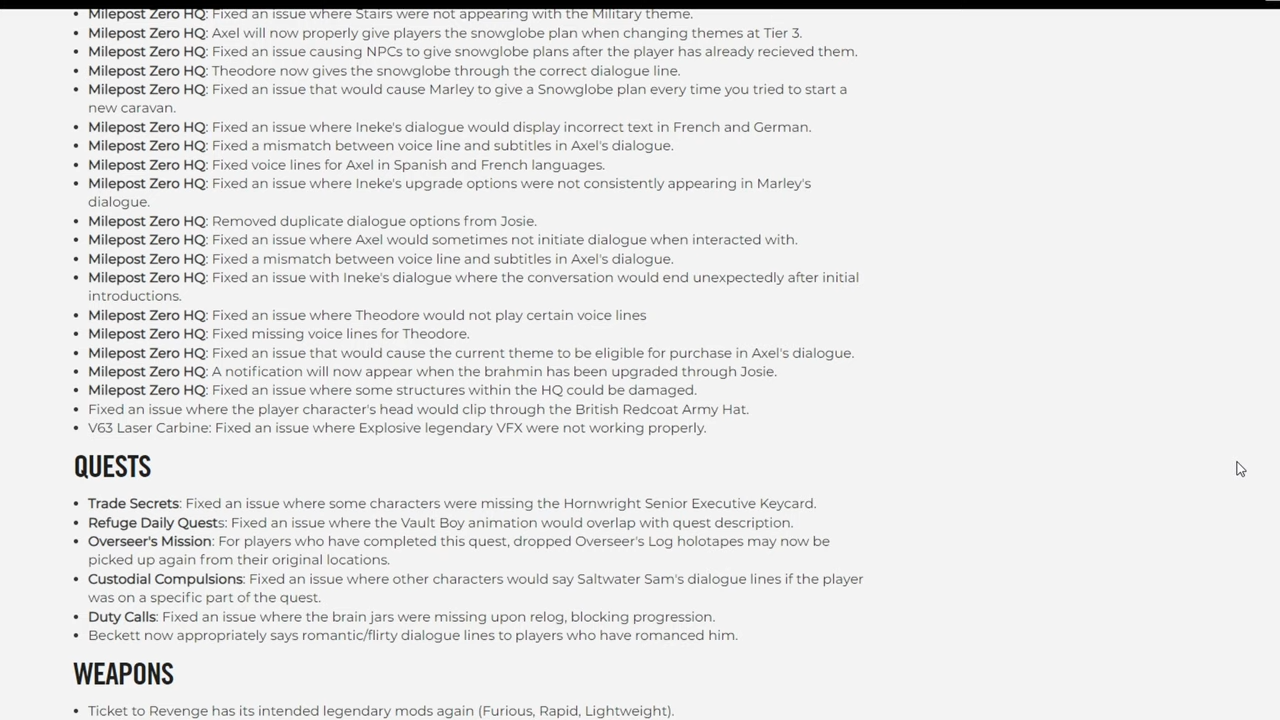 Milepost Zero HQ: Fixed an issue where Stairs were not appearing with the Military theme.
Milepost Zero HQ: Axel will now properly give players the snowglobe plan when changing themes at Tier 3.
Milepost Zero HQ: Fixed an issue causing NPCs to give snowglobe plans after the player has already recieved them.
Milepost Zero HQ: Theodore now gives the snowglobe through the correct dialogue line.
Milepost Zero HQ: Fixed an issue that would cause Marley to give a Snowglobe plan every time you tried to start a
new caravan.
Milepost Zero HQ: Fixed an issue where Ineke's dialogue would display incorrect text in French and German.
Milepost Zero HQ: Fixed a mismatch between voice line and subtitles in Axel's dialogue.
Milepost Zero HQ: Fixed voice lines for Axel in Spanish and French languages.
Milepost Zero HQ: Fixed an issue where Ineke's upgrade options were not consistently appearing in Marley's
dialogue.
Milepost Zero HQ: Removed duplicate dialogue options from Josie.
Milepost Zero HQ: Fixed an issue where Axel would sometimes not initiate dialogue when interacted with.
Milepost Zero HQ: Fixed a mismatch between voice line and subtitles in Axel's dialogue.
Milepost Zero HQ: Fixed an issue with Ineke's dialogue where the conversation would end unexpectedly after initial
introductions.
Milepost Zero HQ: Fixed an issue where Theodore would not play certain voice lines
Milepost Zero HQ: Fixed missing voice lines for Theodore.
Milepost Zero HQ: Fixed an issue that would cause the current theme to be eligible for purchase in Axel's dialogue.
Milepost Zero HQ: A notification will now appear when the brahmin has been upgraded through Josie.
Milepost Zero HQ: Fixed an issue where some structures within the HQ could be damaged.
Fixed an issue where the player character's head would clip through the British Redcoat Army Hat.
V63 Laser Carbine: Fixed an issue where Explosive legendary VFX were not working properly.
QUESTS
Trade Secrets: Fixed an issue where some characters were missing the Hornwright Senior Executive Keycard.
Refuge Daily Quests: Fixed an issue where the Vault Boy animation would overlap with quest description.
Overseer's Mission: For players who have completed this quest, dropped Overseer's Log holotapes may now be
picked up again from their original locations.
Custodial Compulsions: Fixed an issue where other characters would say Saltwater Sam's dialogue lines if the player
was on a specific part of the quest.
Duty Calls: Fixed an issue where the brain jars were missing upon relog, blocking progression.
Beckett now appropriately says romantic/flirty dialogue lines to players who have romanced him.
WEAPONS
Ticket to Revenge has its intended legendary mods again (Furious, Rapid, Lightweight).